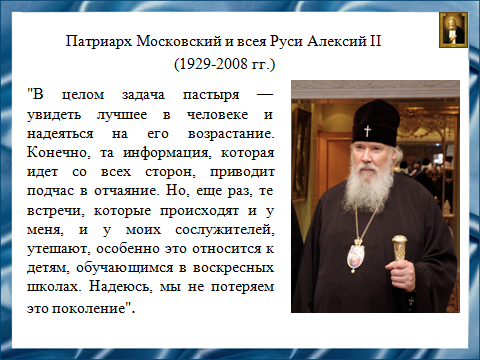 Патриарх Московский и всея Руси Алексий II
(1929-2008 гг.)
"В целом задача пастыря —
увидеть лучшее в человеке и
надеяться на его возрастание.
Конечно, та информация, которая
идет со всех сторон, приводит
подчас в отчаяние. Но, еще раз, те
встречи, которые происходят и у
меня, и у моих сослужителей,
утешают, особенно это относится к
детям, обучающимся в воскресных
школах. Надеюсь, мы не потеряем
это поколение".